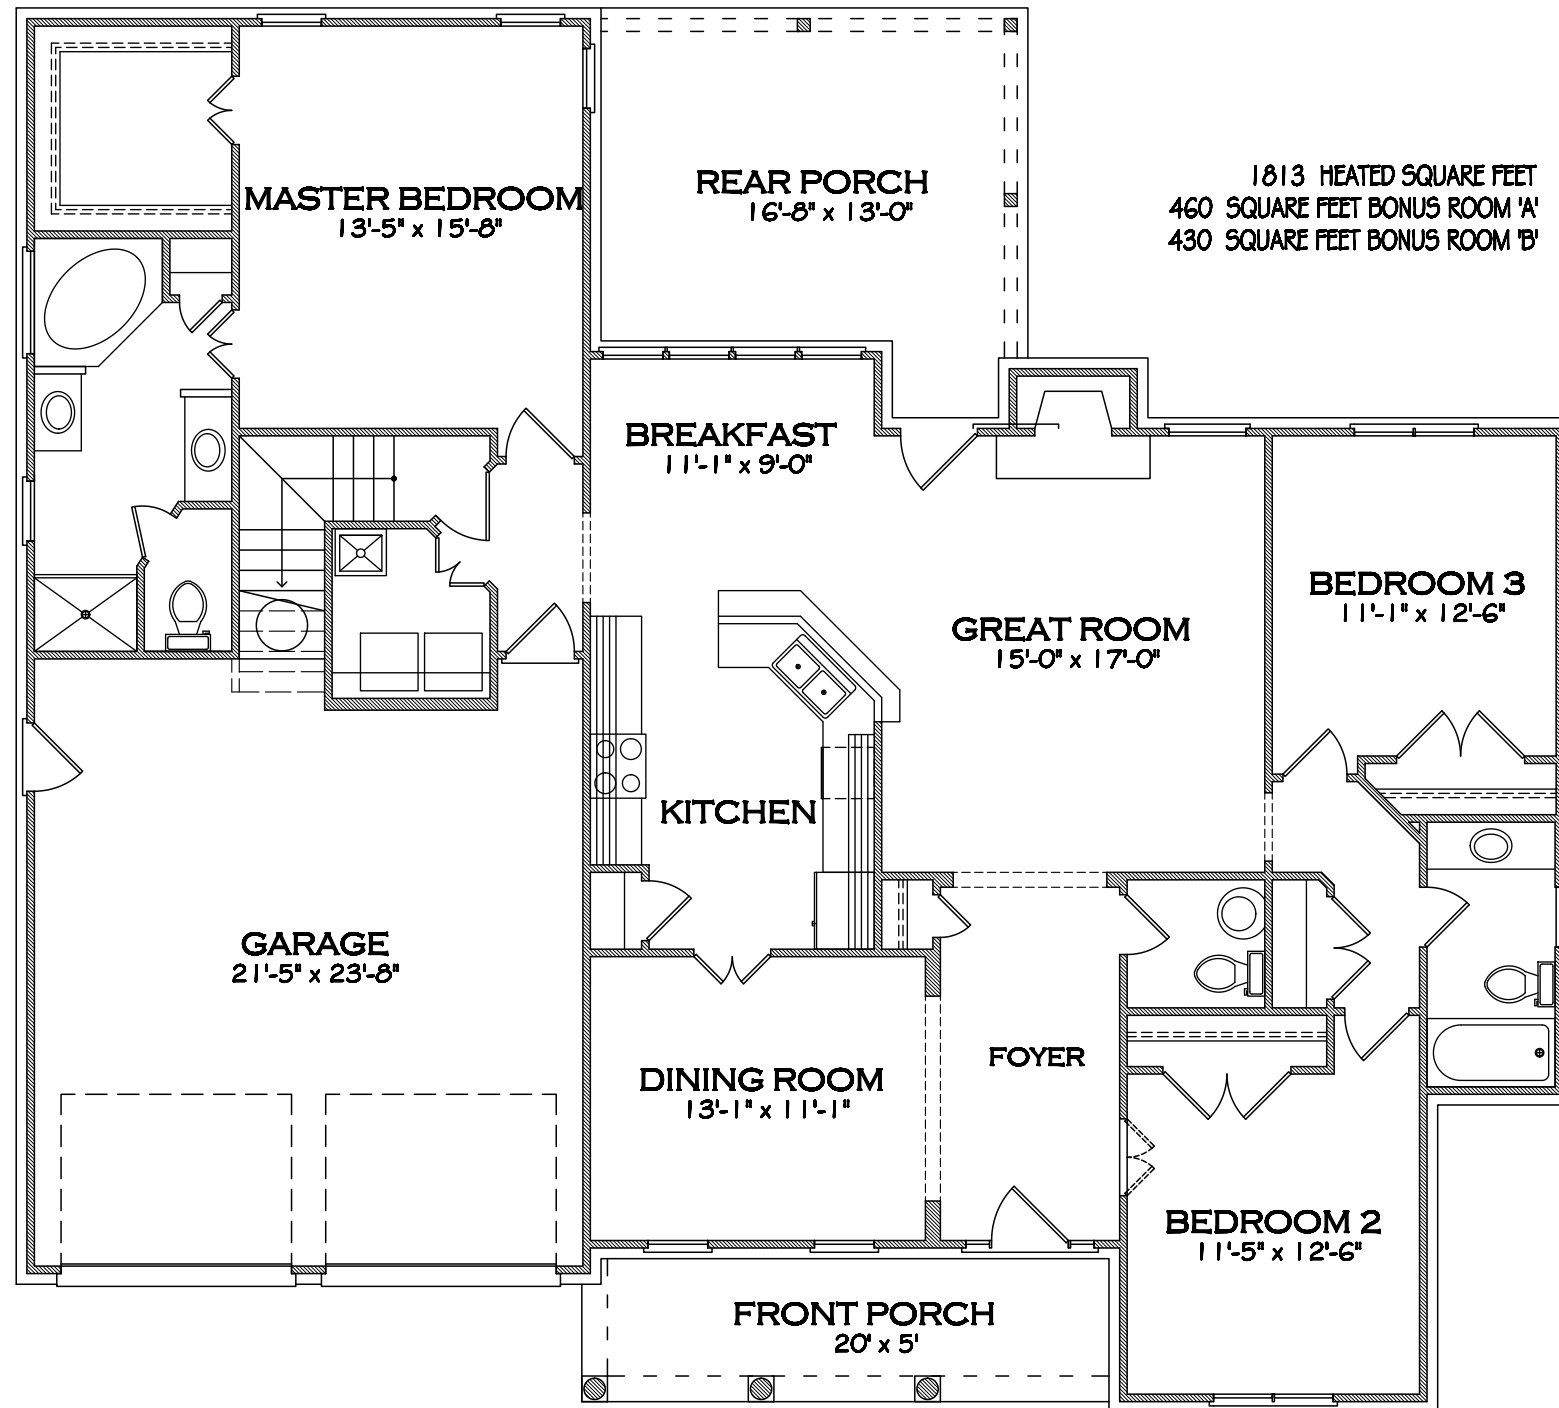 MASTER BEDROOM
13'-5" x 15'-8"
REAR PORCH
16'-8" x 13'-0"
1813 HEATED SQUARE FEET
460 SQUARE FEET BONUS ROOM 'A'
430 SQUARE FEET BONUS ROOM 'B'
BREAKFAST
11'-1" x 9'-0"
GREAT ROOM
15'-0" x 17'-0"
BEDROOM 3
11'-1" x 12'-6"
KITCHEN
GARAGE
21'-5" x 23'-8"
DINING ROOM
13'-1" x 11'-1"
FOYER
BEDROOM 2
11'-5" x 12'-6"
FRONT PORCH
20' x 5'